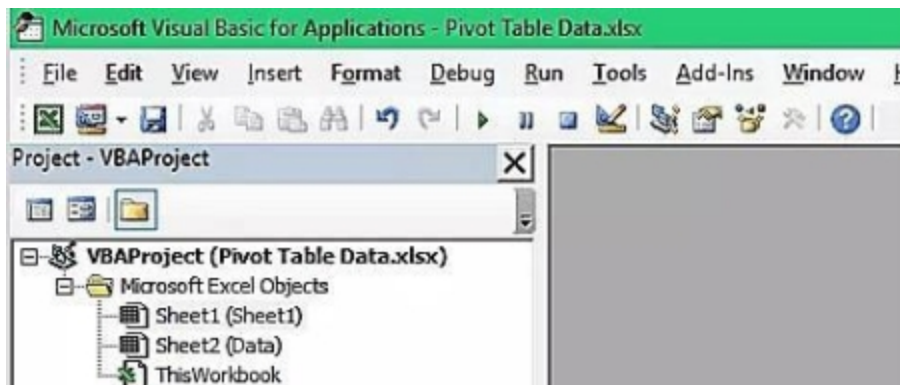 Microsoft Visual Basic for Applications - Pivot Table Data.xlsx
File Edit View Insert Format Debug Run Tools Add-Ins Window
Project - VBAProject
VBAProject (Pivot Table Data.xlsx)
Microsoft Excel Objects
Sheet1 (Sheet1)
Sheet2 (Data)
ThisWorkbook